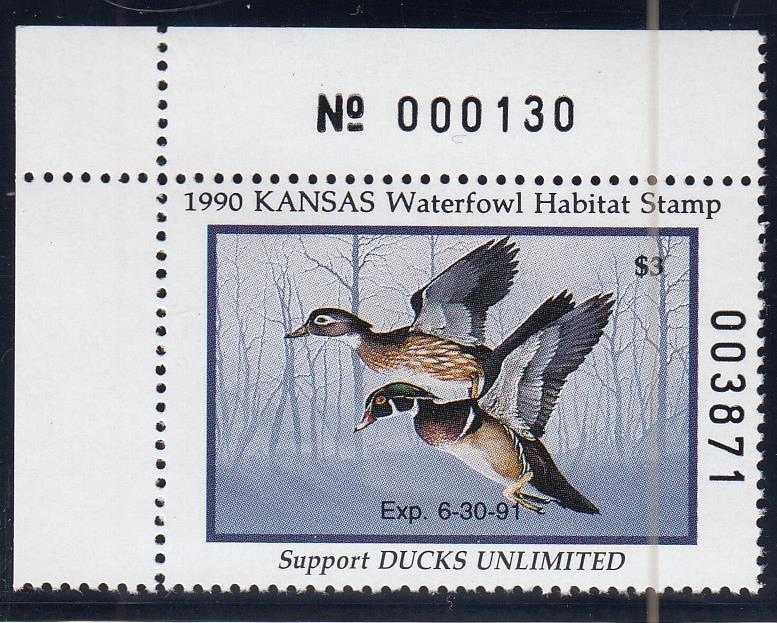 № 000130
1990 KANSAS Waterfowl Habitat Stamp
$3
003871
Exp. 6-30-91
Support DUCKS UNLIMITED